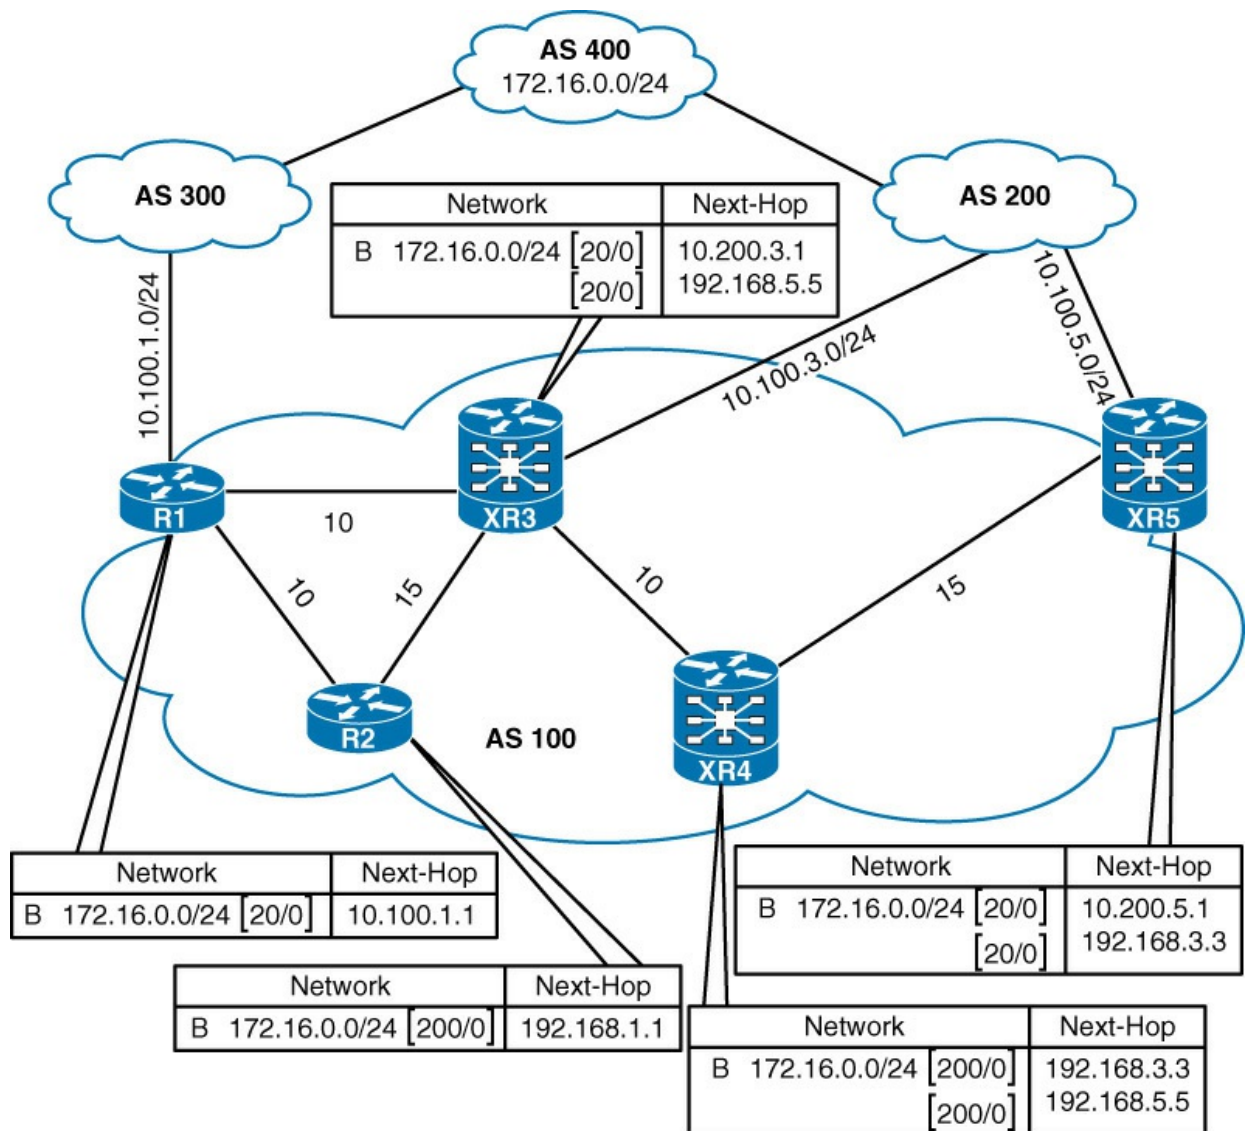 AS 400
172.16.0.0/24
AS 300
AS 200
Network Next-Hop
B 172.16.0.0/24 [20/0] 10.200.3.1
[20/0] 192.168.5.5
10.100.1.0/24
10.100.3.0/24
10.100.5.0/24
R1
XR3
XR5
10
10
15
10
15
R2
AS 100
XR4
Network Next-Hop
B 172.16.0.0/24 [20/0] 10.100.1.1
Network Next-Hop
B 172.16.0.0/24 [20/0] 10.200.5.1
[20/0] 192.168.3.3
Network Next-Hop
B 172.16.0.0/24 [200/0] 192.168.1.1
Network Next-Hop
B 172.16.0.0/24 [200/0] 192.168.3.3
[200/0] 192.168.5.5